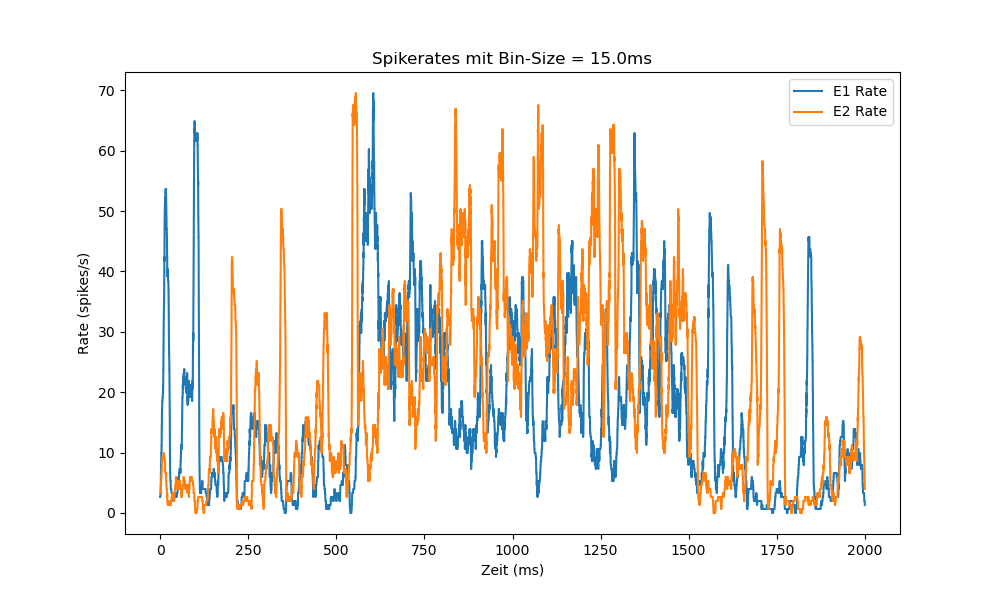 Spikerates mit Bin-Size = 15.0ms
E1 Rate
E2 Rate
70
60
50
40
30
20
10
0
Rate (spikes/s)
0 250 500 750 1000 1250 1500 1750 2000
Zeit (ms)